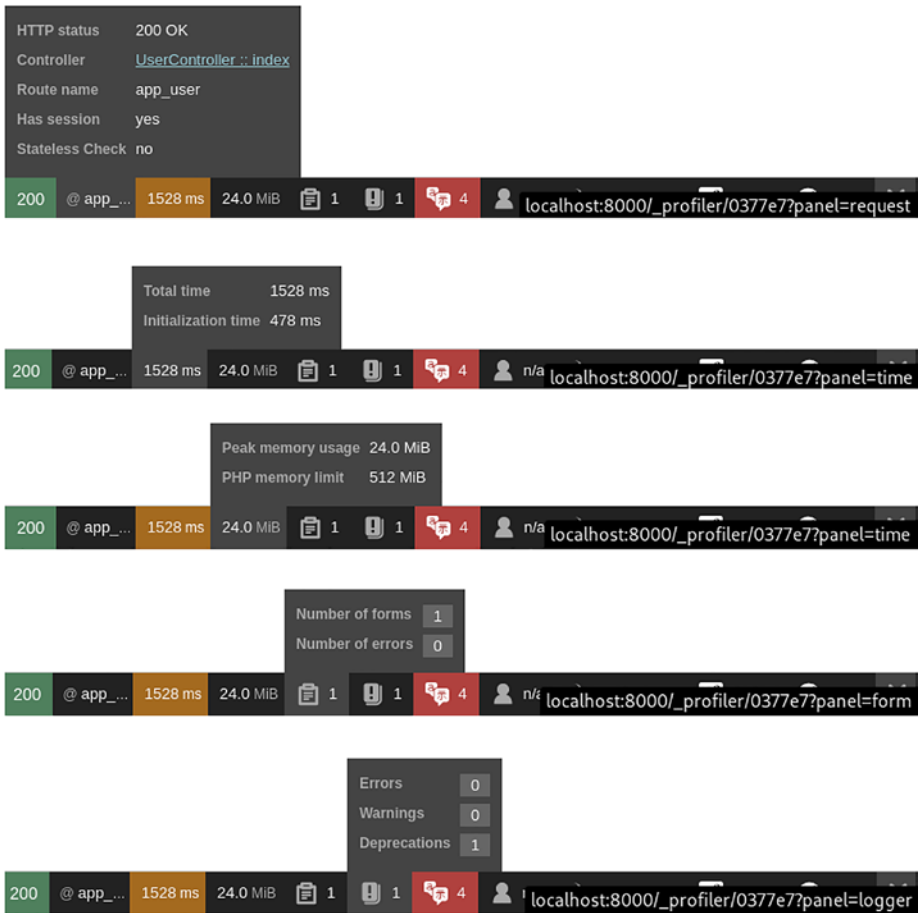 HTTP status 200 OK
Controller UserController :: index
Route name app_user
Has session yes
Stateless Check no
200 @ app_... 1528 ms 24.0 MiB 1 1 4 localhost:8000/_profiler/0377e7?panel=request
Total time 1528 ms
Initialization time 478 ms
200 @ app_... 1528 ms 24.0 MiB 1 1 4 n/a localhost:8000/_profiler/0377e7?panel=time
Peak memory usage 24.0 MiB
PHP memory limit 512 MiB
200 @ app_... 1528 ms 24.0 MiB 1 1 4 n/a localhost:8000/_profiler/0377e7?panel=time
Number of forms 1
Number of errors 0
200 @ app_... 1528 ms 24.0 MiB 1 1 4 n/a localhost:8000/_profiler/0377e7?panel=form
Errors 0
Warnings 0
Deprecations 1
200 @ app_... 1528 ms 24.0 MiB 1 1 4 localhost:8000/_profiler/0377e7?panel=logger